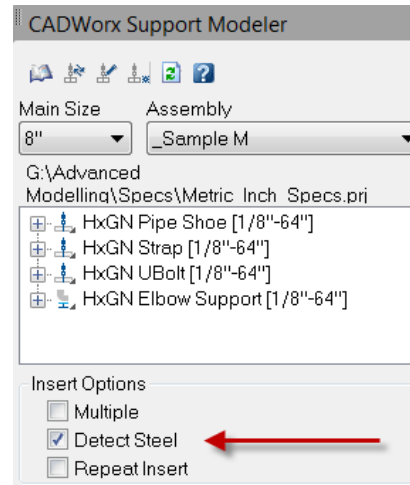 CADWorx Support Modeler
Main Size Assembly
8" _Sample M
G:\Advanced
Modelling\Specs\Metric_Inch_Specs.prj
HxGN Pipe Shoe [1/8"-64"]
HxGN Strap [1/8"-64"]
HxGN UBolt [1/8"-64"]
HxGN Elbow Support [1/8"-64"]
Insert Options
Multiple
Detect Steel
Repeat Insert